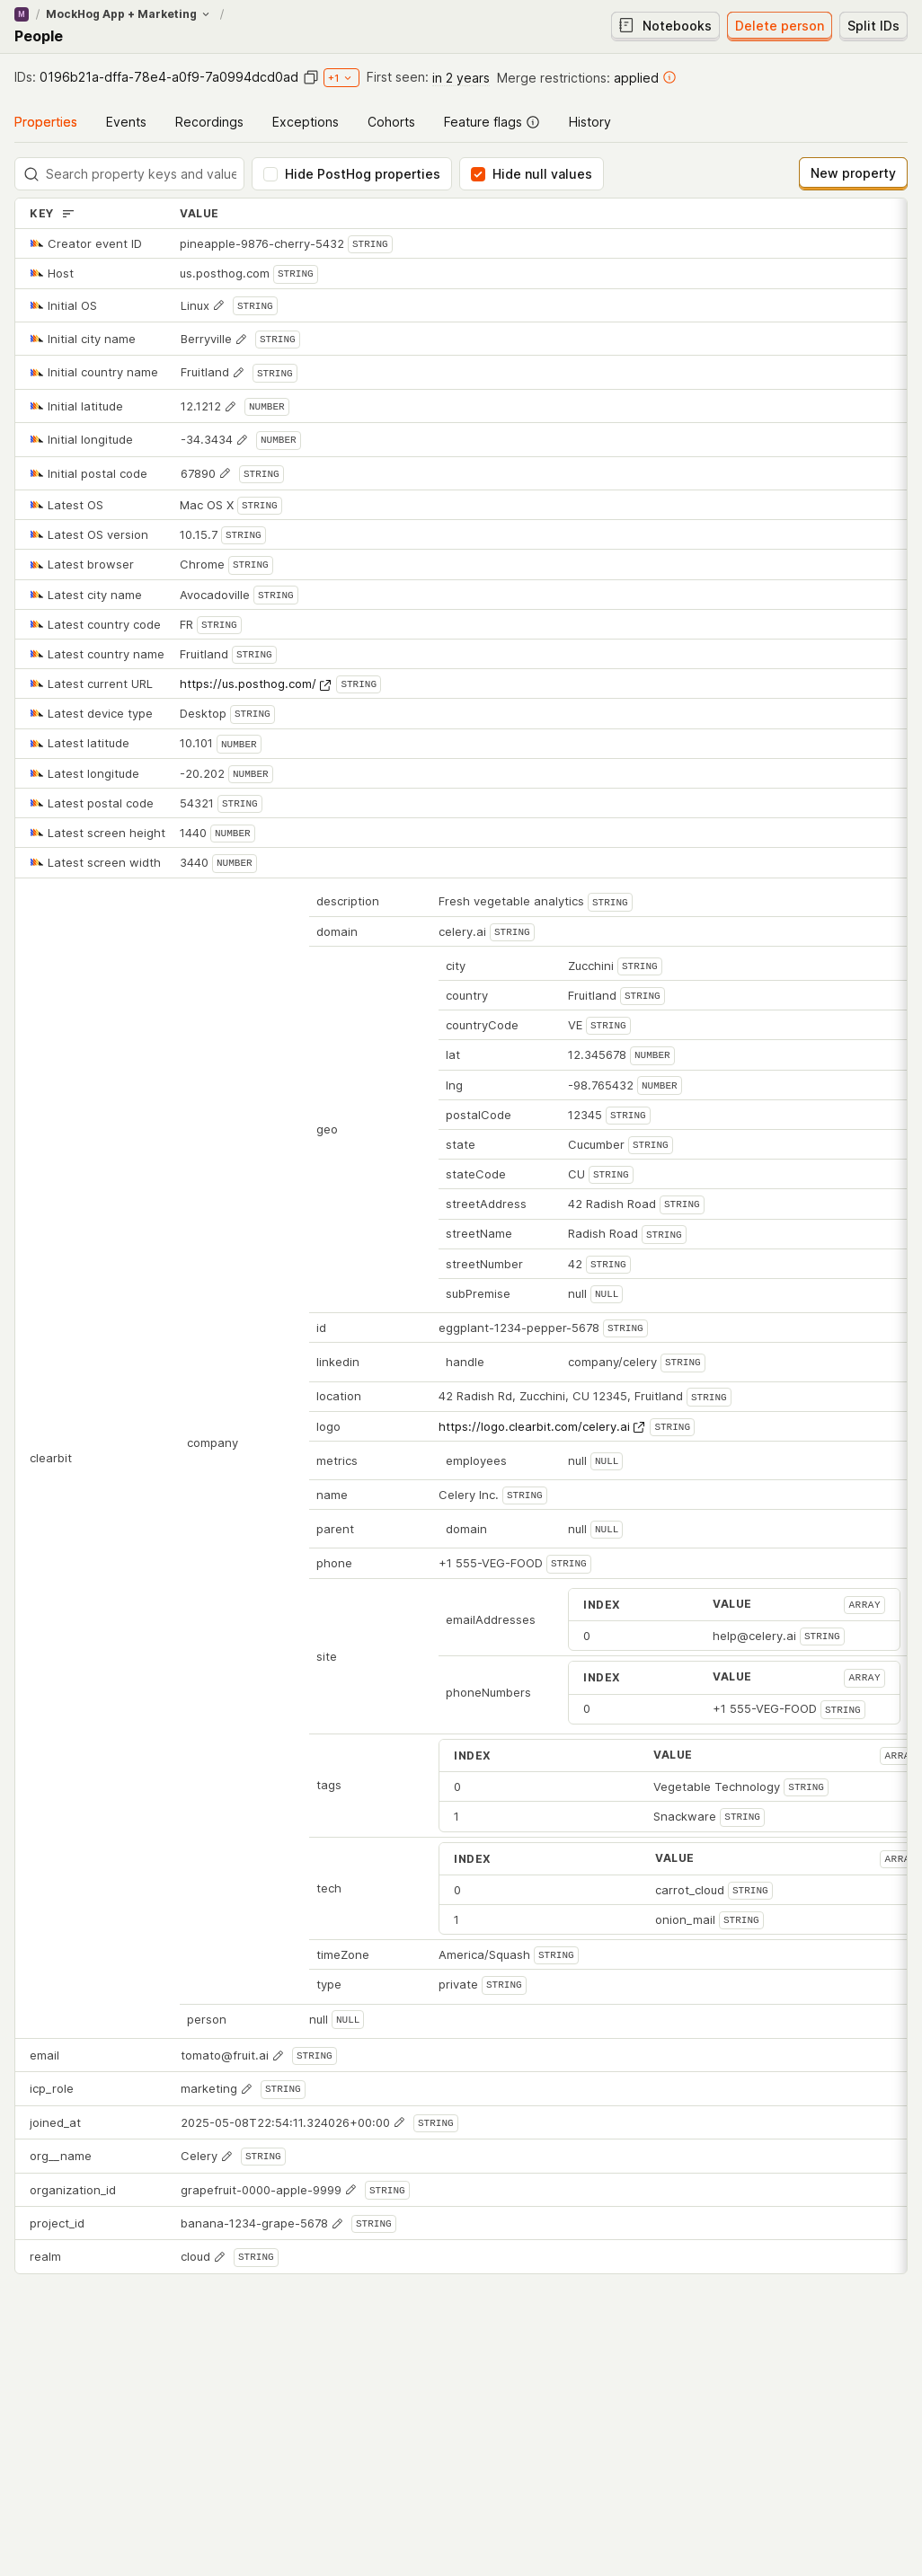 M / MockHog App + Marketing /
People
Notebooks
Delete person
Split IDs
IDs: 0196b21a-dffa-78e4-a0f9-7a0994dcd0ad +1 First seen: in 2 years Merge restrictions: applied
Properties Events Recordings Exceptions Cohorts Feature flags History
Search property keys and value
Hide PostHog properties
Hide null values
New property
KEY VALUE
Creator event ID pineapple-9876-cherry-5432 STRING
Host us.posthog.com STRING
Initial OS Linux STRING
Initial city name Berryville STRING
Initial country name Fruitland STRING
Initial latitude 12.1212 NUMBER
Initial longitude -34.3434 NUMBER
Initial postal code 67890 STRING
Latest OS Mac OS X STRING
Latest OS version 10.15.7 STRING
Latest browser Chrome STRING
Latest city name Avocadoville STRING
Latest country code FR STRING
Latest country name Fruitland STRING
Latest current URL https://us.posthog.com/ STRING
Latest device type Desktop STRING
Latest latitude 10.101 NUMBER
Latest longitude -20.202 NUMBER
Latest postal code 54321 STRING
Latest screen height 1440 NUMBER
Latest screen width 3440 NUMBER
clearbit
company
description Fresh vegetable analytics STRING
domain celery.ai STRING
geo
city Zucchini STRING
country Fruitland STRING
countryCode VE STRING
lat 12.345678 NUMBER
lng -98.765432 NUMBER
postalCode 12345 STRING
state Cucumber STRING
stateCode CU STRING
streetAddress 42 Radish Road STRING
streetName Radish Road STRING
streetNumber 42 STRING
subPremise null NULL
id eggplant-1234-pepper-5678 STRING
linkedin handle company/celery STRING
location 42 Radish Rd, Zucchini, CU 12345, Fruitland STRING
logo https://logo.clearbit.com/celery.ai STRING
metrics employees null NULL
name Celery Inc. STRING
parent domain null NULL
phone +1 555-VEG-FOOD STRING
site
emailAddresses
INDEX VALUE ARRAY
0 help@celery.ai STRING
phoneNumbers
INDEX VALUE ARRAY
0 +1 555-VEG-FOOD STRING
tags
INDEX VALUE ARRA
0 Vegetable Technology STRING
1 Snackware STRING
tech
INDEX VALUE ARRA
0 carrot_cloud STRING
1 onion_mail STRING
timeZone America/Squash STRING
type private STRING
person null NULL
email tomato@fruit.ai STRING
icp_role marketing STRING
joined_at 2025-05-08T22:54:11.324026+00:00 STRING
org__name Celery STRING
organization_id grapefruit-0000-apple-9999 STRING
project_id banana-1234-grape-5678 STRING
realm cloud STRING